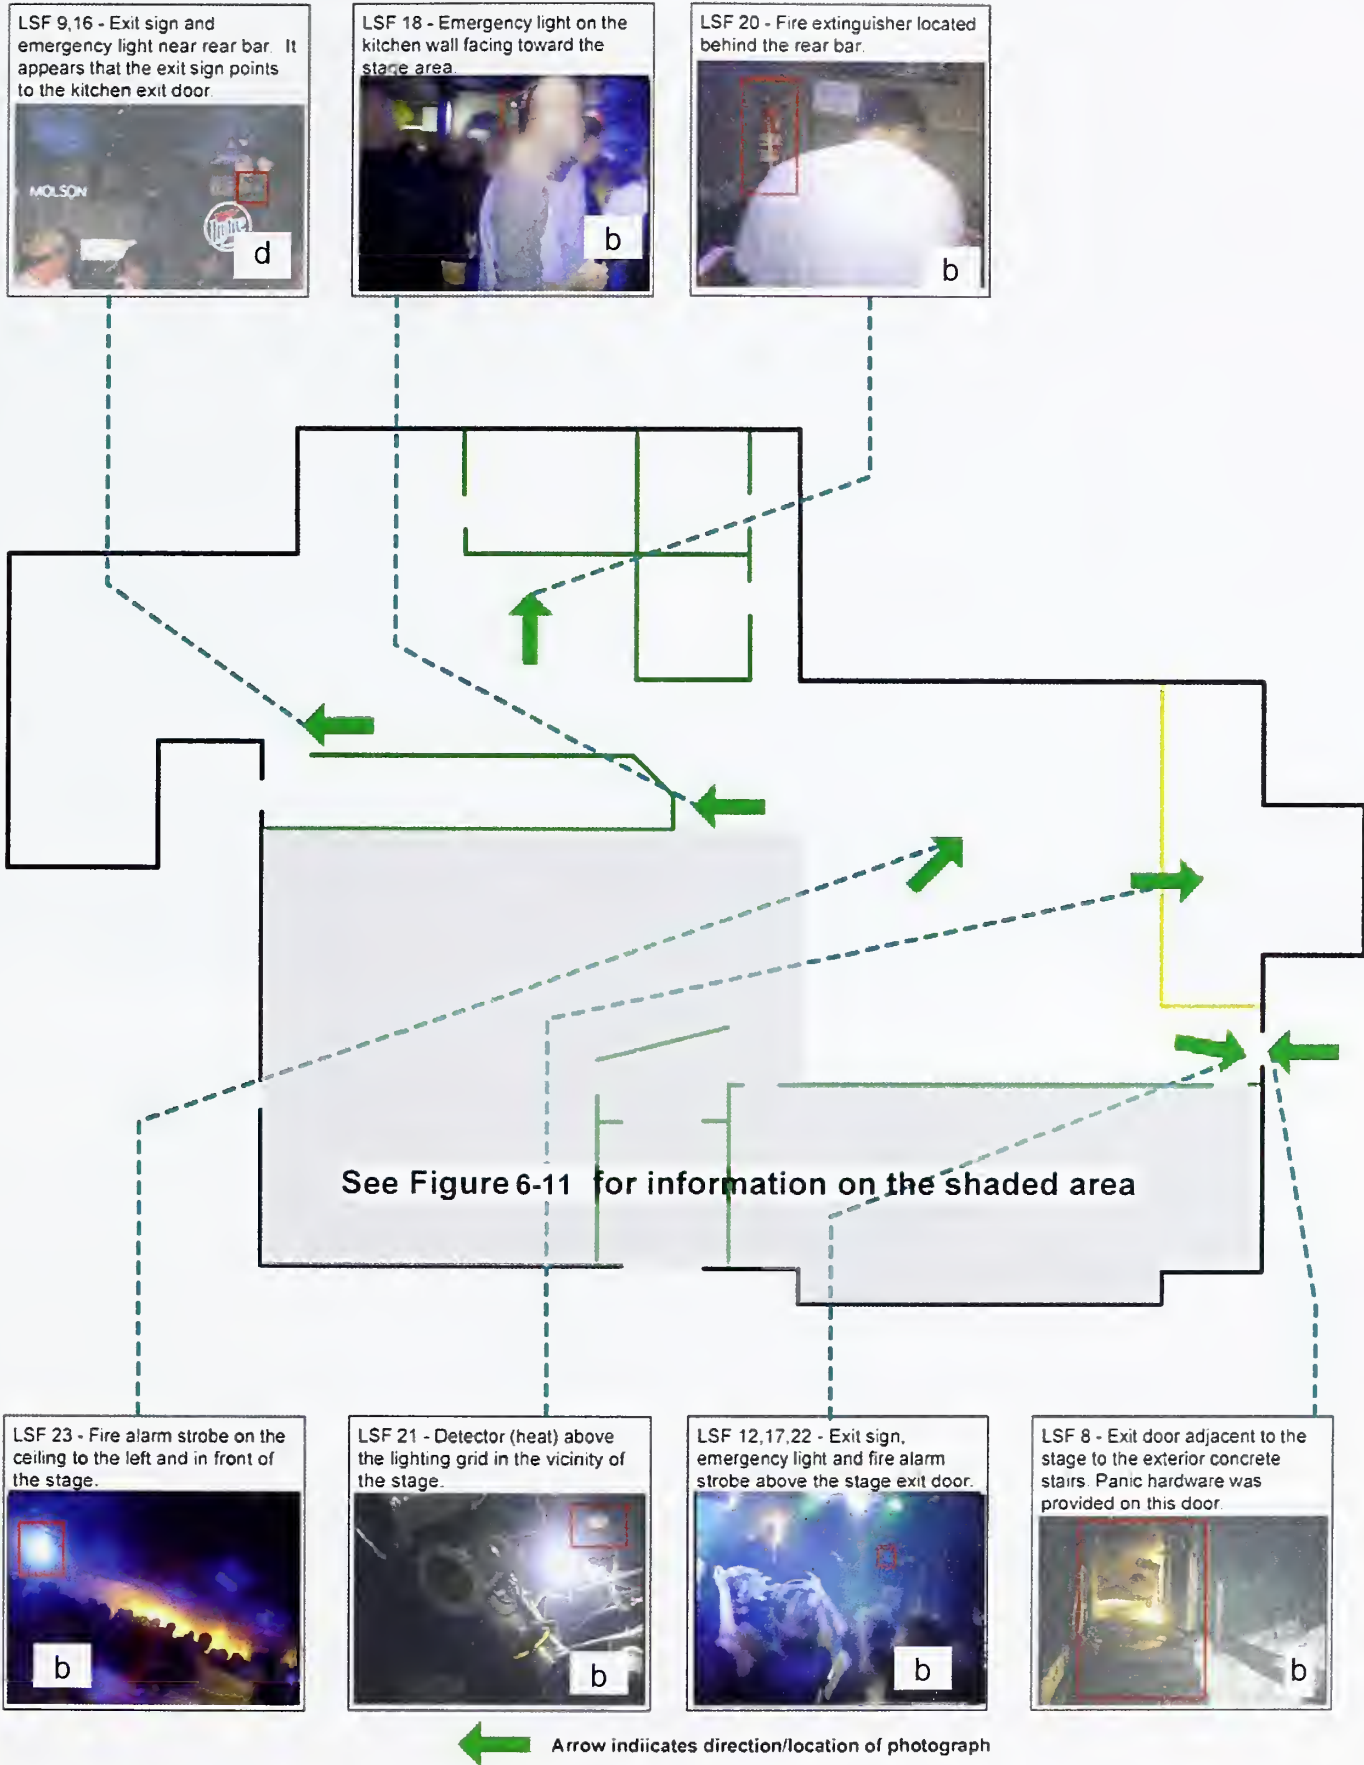 LSF 9,16 - Exit sign and
emergency light near rear bar. It
appears that the exit sign points
to the kitchen exit door.
MOLSON
d
LSF 18 - Emergency light on the
kitchen wall facing toward the
stage area.
b
LSF 20 - Fire extinguisher located
behind the rear bar.
b
See Figure 6-11 for information on the shaded area
LSF 23 - Fire alarm strobe on the
ceiling to the left and in front of
the stage.
b
LSF 21 - Detector (heat) above
the lighting grid in the vicinity of
the stage.
b
LSF 12,17,22 - Exit sign,
emergency light and fire alarm
strobe above the stage exit door.
b
LSF 8 - Exit door adjacent to the
stage to the exterior concrete
stairs. Panic hardware was
provided on this door.
b
Arrow indiicates direction/location of photograph